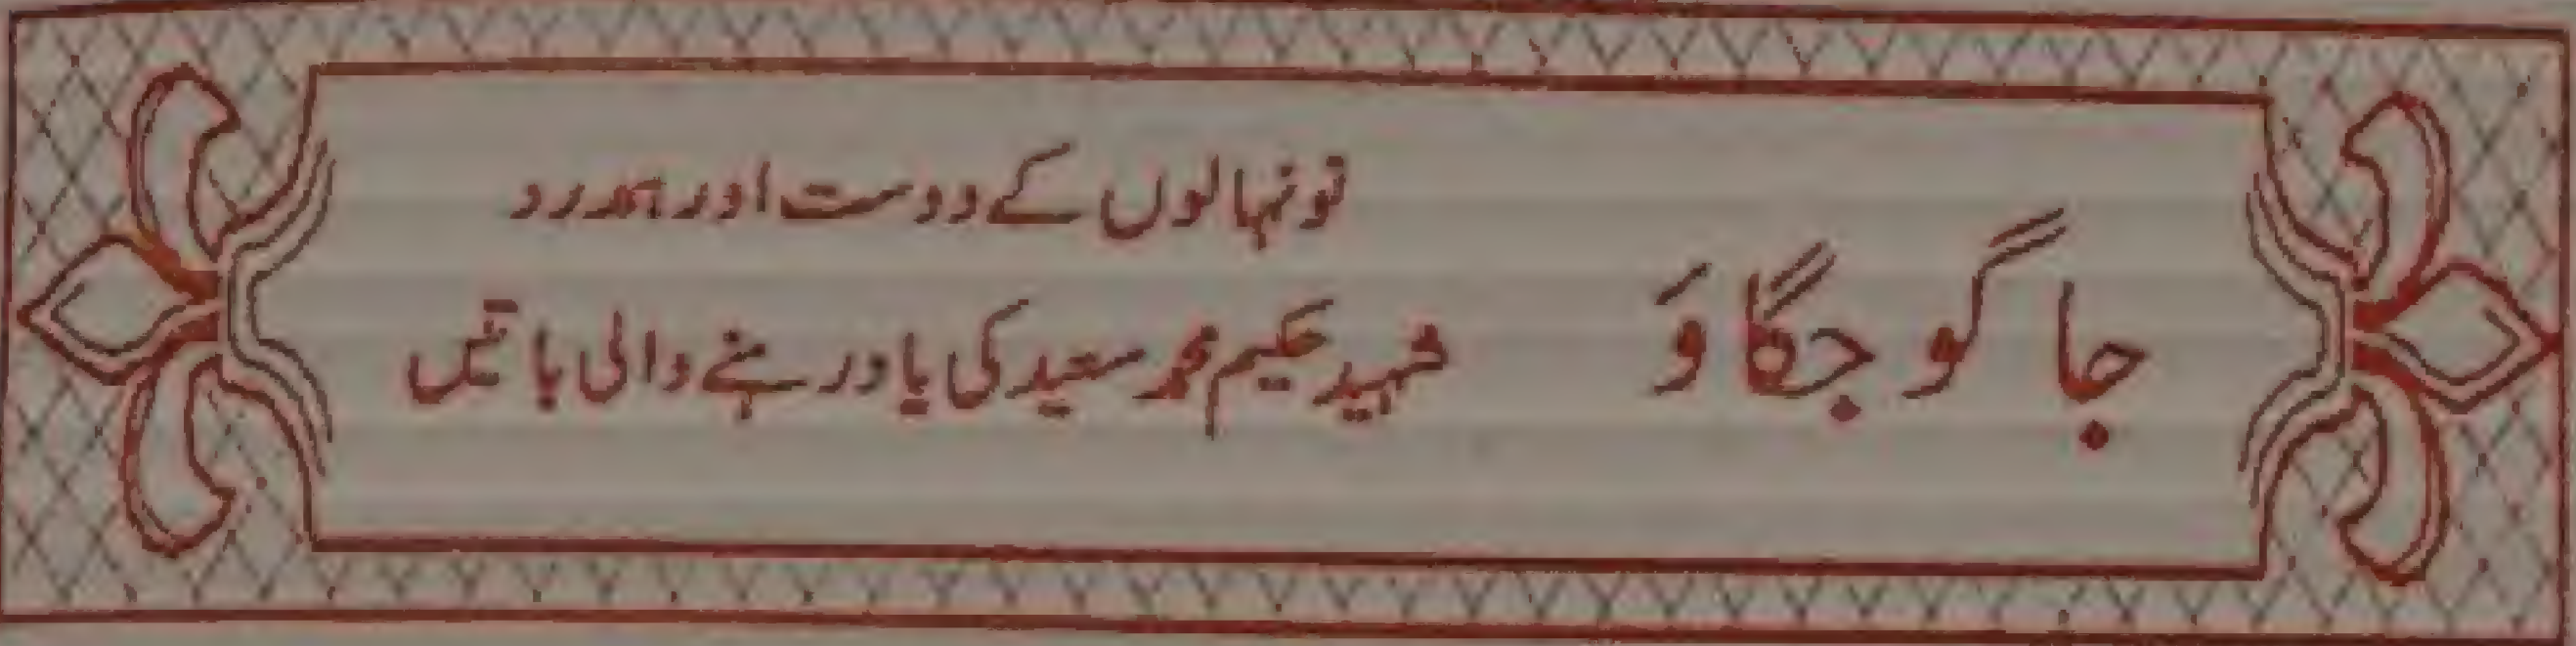 جاگو جگاؤ
نونہالوں کے دوست اور ہمدرد
شہید حکیم محمد سعید کی یاد رہنے والی باتیں